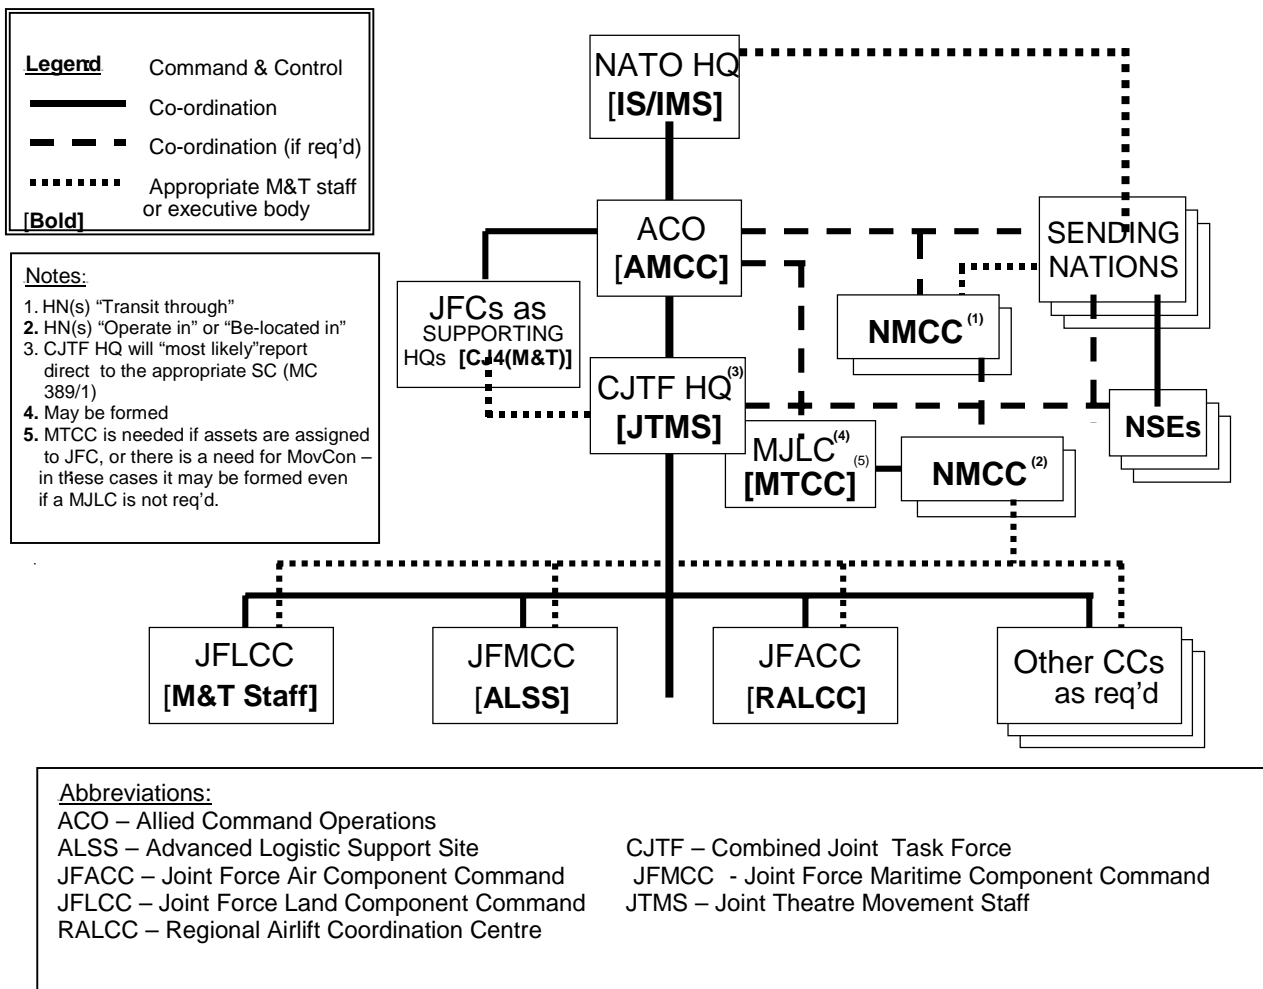 Legend Command & Control
Co-ordination
Co-ordination (if req’d)
Appropriate M&T staff
or executive body
[Bold]
Notes:
1. HN(s) “Transit through”
2. HN(s) “Operate in” or “Be-located in”
3. CJTF HQ will “most likely”report
direct to the appropriate SC (MC
389/1)
4. May be formed
5. MTCC is needed if assets are assigned
to JFC, or there is a need for MovCon –
in these cases it may be formed even
if a MJLC is not req’d.
NATO HQ
[IS/IMS]
ACO
[AMCC]
SENDING
NATIONS
JFCs as
SUPPORTING
HQs [CJ4(M&T)]
NMCC (1)
CJTF HQ (3)
[JTMS]
NSEs
MJLC (4)
[MTCC] (5)
NMCC (2)
JFLCC
[M&T Staff]
JFMCC
[ALSS]
JFACC
[RALCC]
Other CCs
as req’d
Abbreviations:
ACO – Allied Command Operations
ALSS – Advanced Logistic Support Site CJTF – Combined Joint Task Force
JFACC – Joint Force Air Component Command JFMCC - Joint Force Maritime Component Command
JFLCC – Joint Force Land Component Command JTMS – Joint Theatre Movement Staff
RALCC – Regional Airlift Coordination Centre